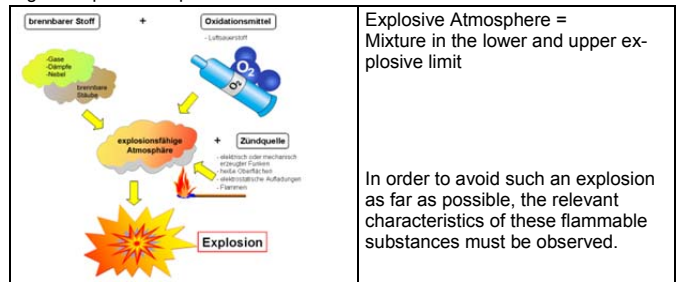 brennbarer Stoff + Oxidationsmittel
- Luftsauerstoff
-Gase
-Dämpfe
-Nebel
brennbare
Stäube
O2
O2
explosionsfähige
Atmosphäre
+ Zündquelle
- elektrisch oder mechanisch
erzeugter Funken
- heiße Oberflächen
- elektrostatische Aufladungen
- Flammen
Explosion
Explosive Atmosphere =
Mixture in the lower and upper ex-
plosive limit
In order to avoid such an explosion
as far as possible, the relevant
characteristics of these flammable
substances must be observed.